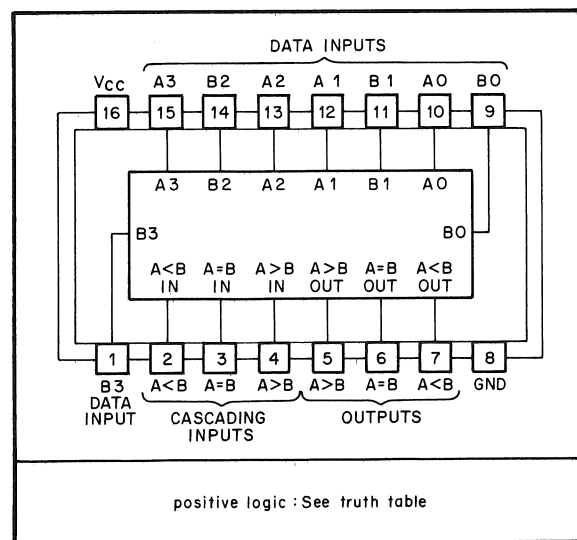 DATA INPUTS
VCC A3 B2 A2 A1 B1 A0 B0
16 15 14 13 12 11 10 9
A3 B2 A2 A1 B1 A0
B3 B0
A<B A=B A>B A>B A=B A<B
IN IN IN OUT OUT OUT
1 2 3 4 5 6 7 8
B3 A<B A=B A>B A>B A=B A<B GND
DATA
INPUT
CASCADING
INPUTS
OUTPUTS
positive logic : See truth table